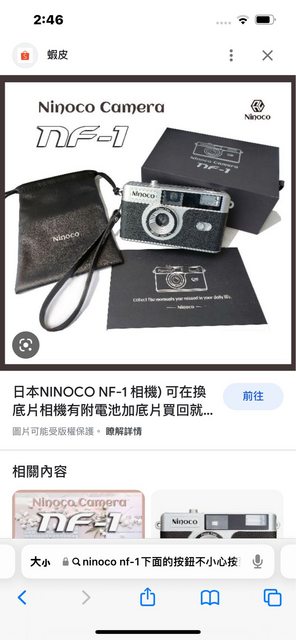 2:46
蝦皮
Ninoco Camera
Ninoco
NF-1
Ninoco Camera
NF-1
Ninoco
Ninoco
Collect the moments you missed in your daily life.
Ninoco
日本NINOCO NF-1 相機) 可在換
底片相機有附電池加底片買回就...
前往
圖片可能受版權保護。 瞭解詳情
相關內容
Ninoco Camera
NF-1
Ninoco
大小
ninoco nf-1下面的按鈕不小心按